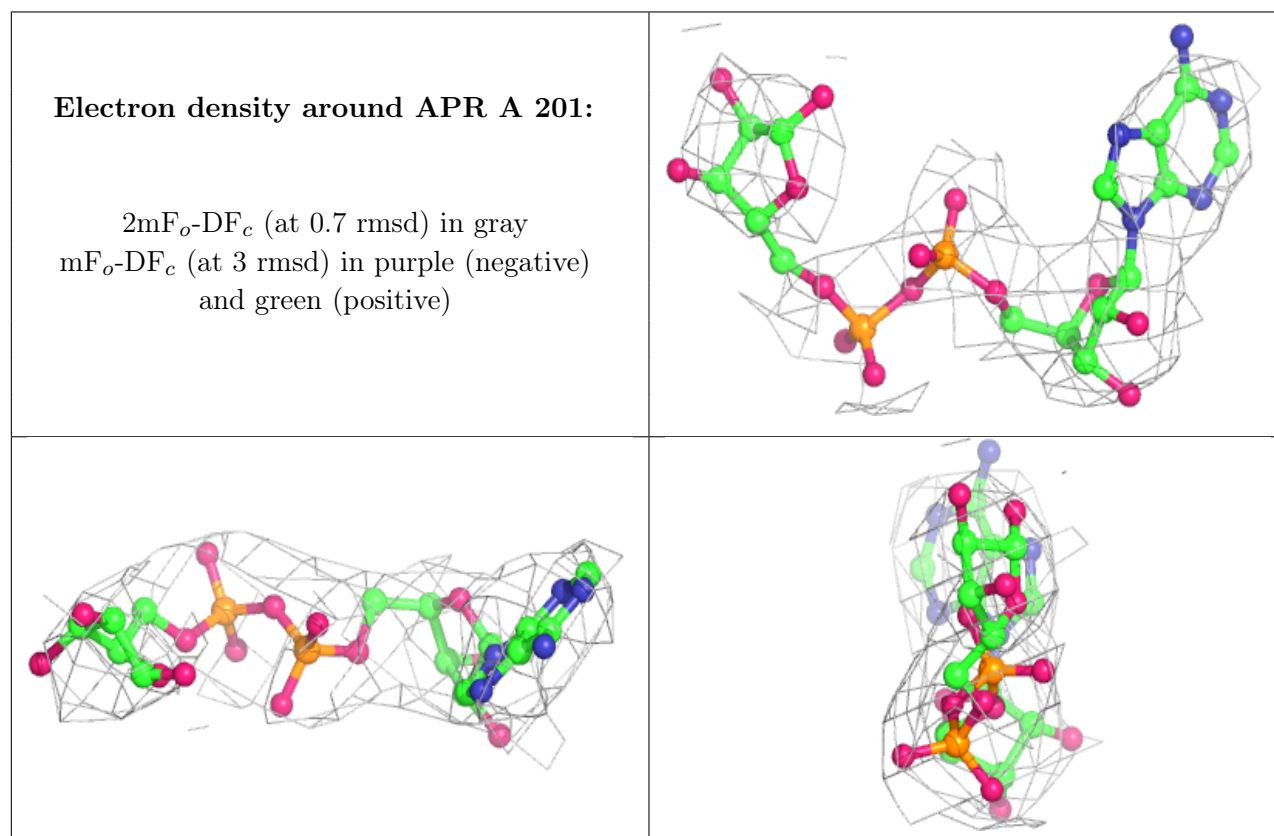 Electron density around APR A 201:
2mFo-DFc (at 0.7 rmsd) in gray
mFo-DFc (at 3 rmsd) in purple (negative)
and green (positive)